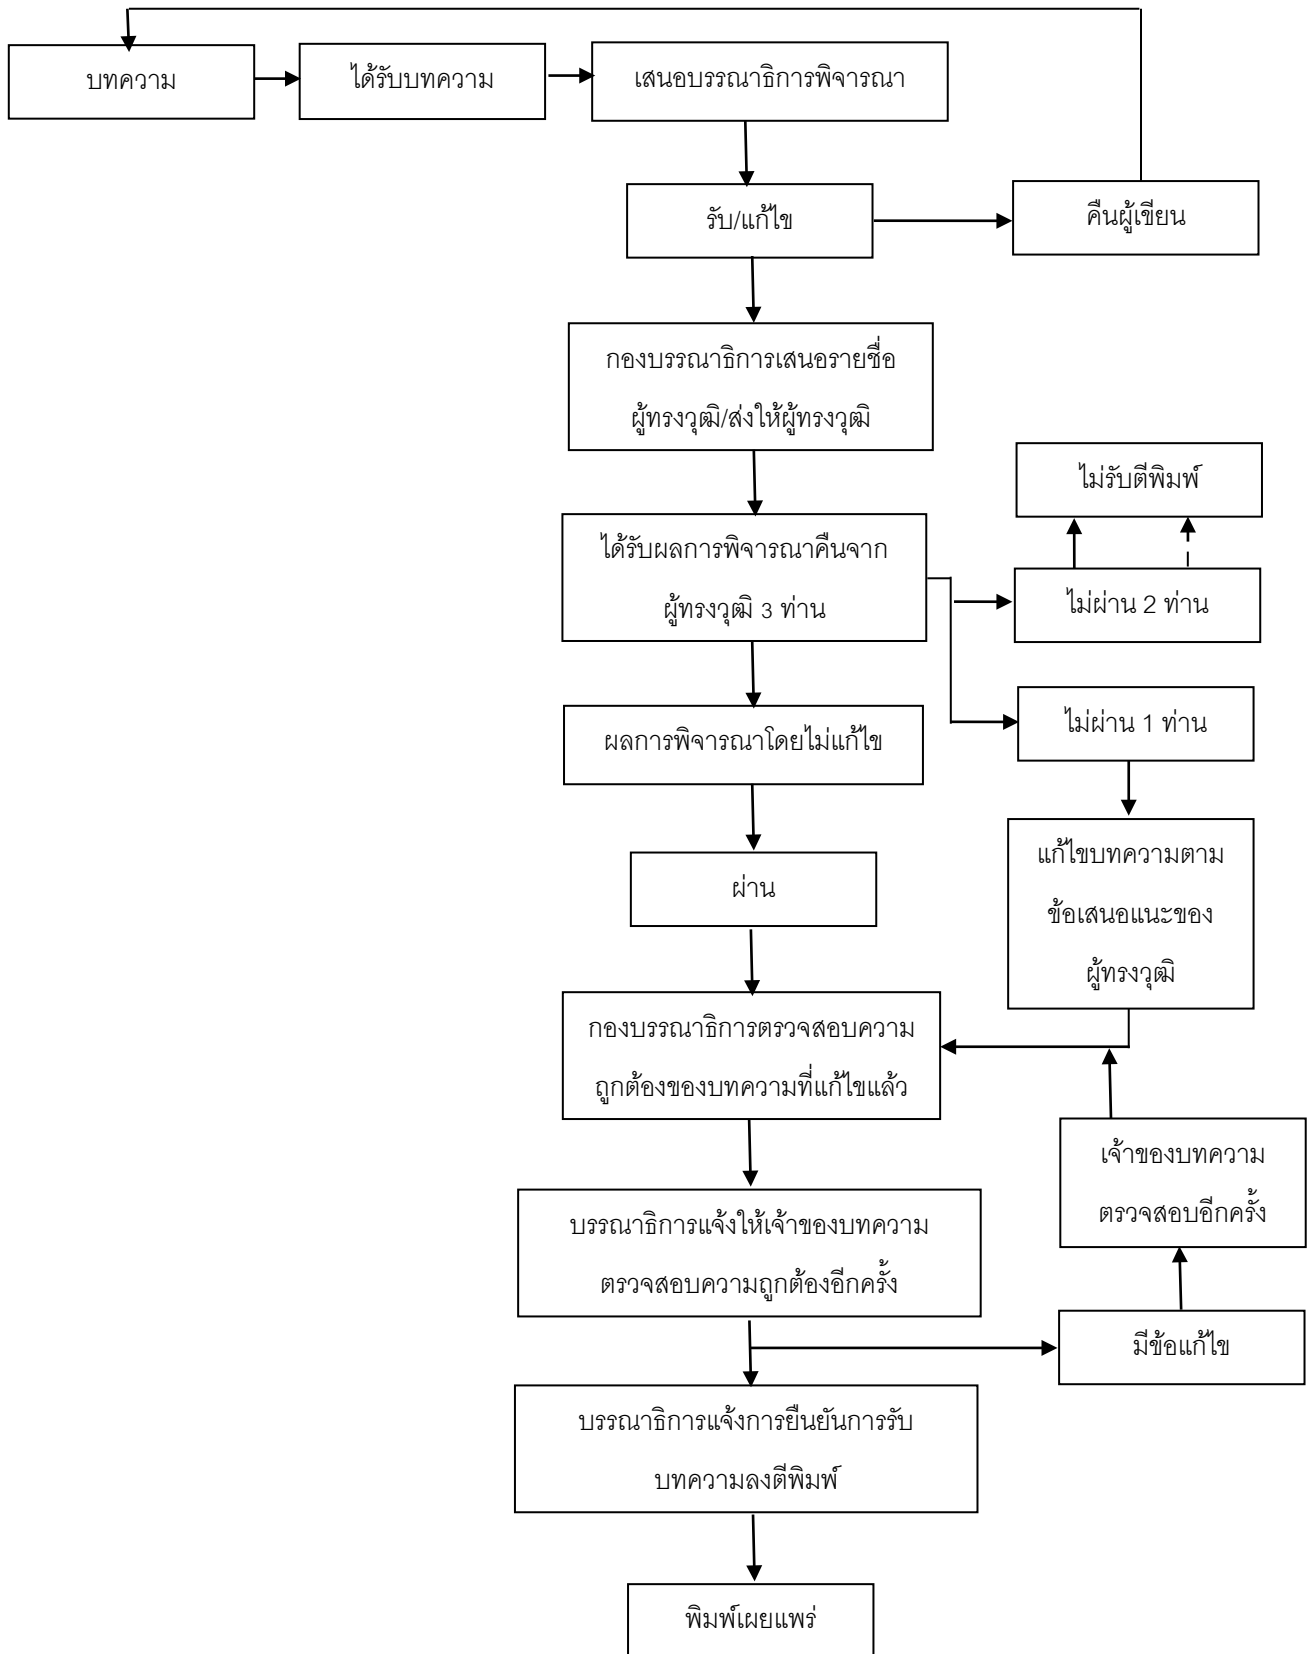 บทความ
ได้รับบทความ
เสนอบรรณาธิการพิจารณา
รับ/แก้ไข
คืนผู้เขียน
กองบรรณาธิการเสนอรายชื่อ
ผู้ทรงวุฒิ/ส่งให้ผู้ทรงวุฒิ
ไม่รับตีพิมพ์
ได้รับผลการพิจารณาคืนจาก
ผู้ทรงวุฒิ 3 ท่าน
ไม่ผ่าน 2 ท่าน
ไม่ผ่าน 1 ท่าน
ผลการพิจารณาโดยไม่แก้ไข
ผ่าน
แก้ไขบทความตาม
ข้อเสนอแนะของ
ผู้ทรงวุฒิ
กองบรรณาธิการตรวจสอบความ
ถูกต้องของบทความที่แก้ไขแล้ว
เจ้าของบทความ
ตรวจสอบอีกครั้ง
บรรณาธิการแจ้งให้เจ้าของบทความ
ตรวจสอบความถูกต้องอีกครั้ง
มีข้อแก้ไข
บรรณาธิการแจ้งการยืนยันการรับ
บทความลงตีพิมพ์
พิมพ์เผยแพร่